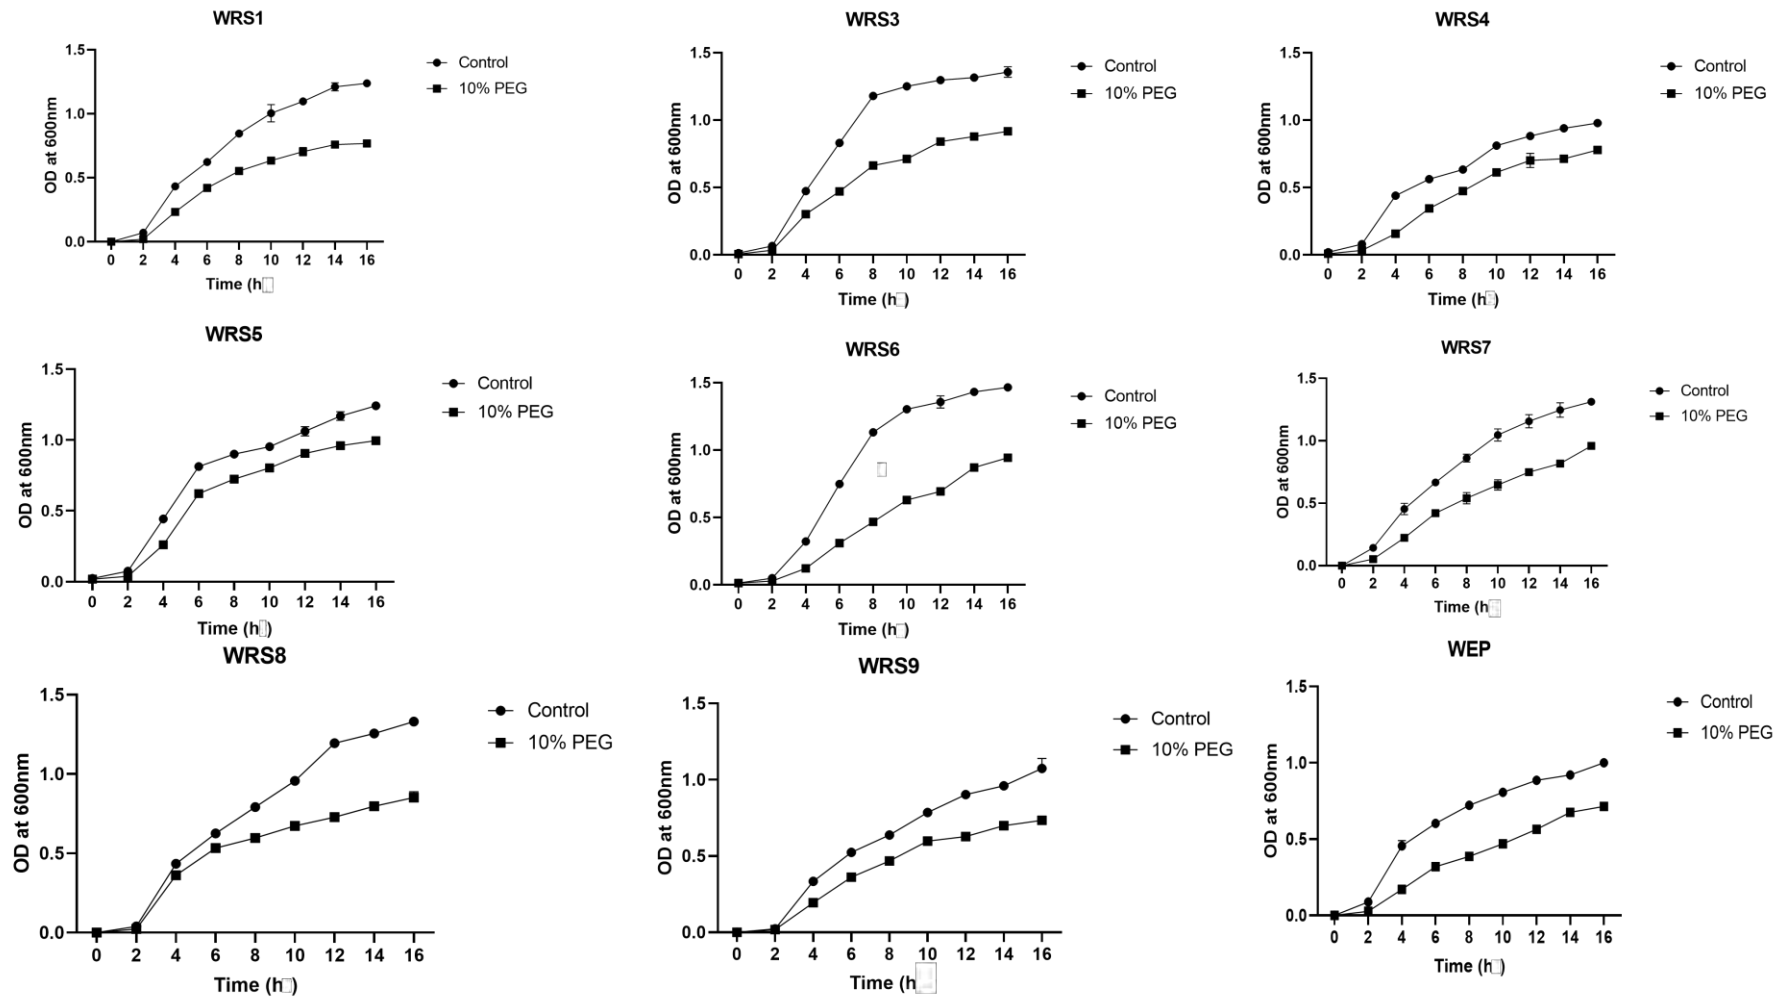 WRS1
1.5
1.0
0.5
0.0
OD at 600nm
0 2 4 6 8 10 12 14 16
Time (h
Control
10% PEG
WRS3
1.5
1.0
0.5
0.0
OD at 600nm
0 2 4 6 8 10 12 14 16
Time (h )
Control
10% PEG
WRS4
1.5
1.0
0.5
0.0
OD at 600nm
0 2 4 6 8 10 12 14 16
Time (h )
Control
10% PEG
WRS5
1.5
1.0
0.5
0.0
OD at 600nm
0 2 4 6 8 10 12 14 16
Time (h )
Control
10% PEG
WRS6
1.5
1.0
0.5
0.0
OD at 600nm
0 2 4 6 8 10 12 14 16
Time (h )
Control
10% PEG
WRS7
1.5
1.0
0.5
0.0
OD at 600nm
0 2 4 6 8 10 12 14 16
Time (h
Control
10% PEG
WRS8
1.5
1.0
0.5
0.0
OD at 600nm
0 2 4 6 8 10 12 14 16
Time (h )
Control
10% PEG
WRS9
1.5
1.0
0.5
0.0
OD at 600nm
0 2 4 6 8 10 12 14 16
Time (h
Control
10% PEG
WEP
1.5
1.0
0.5
0.0
OD at 600nm
0 2 4 6 8 10 12 14 16
Time (h )
Control
10% PEG